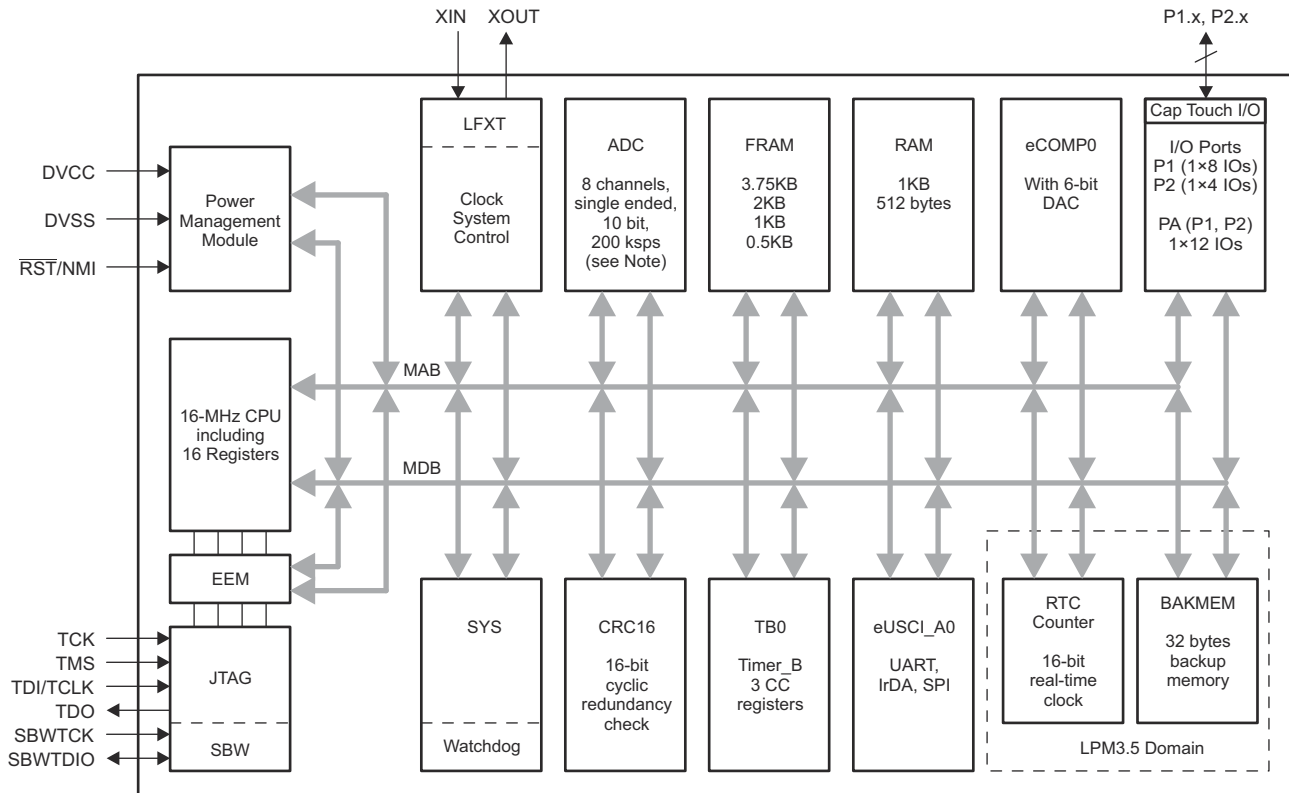 XIN
XOUT
P1.x, P2.x
DVCC
DVSS
RST/NMI
Power
Management
Module
LFXT
Clock
System
Control
ADC
8 channels,
single ended,
10 bit,
200 ksps
(see Note)
FRAM
3.75KB
2KB
1KB
0.5KB
RAM
1KB
512 bytes
eCOMP0
With 6-bit
DAC
Cap Touch I/O
I/O Ports
P1 (1×8 IOs)
P2 (1×4 IOs)
PA (P1, P2)
1×12 IOs
16-MHz CPU
including
16 Registers
MAB
MDB
EEM
TCK
TMS
TDI/TCLK
TDO
SBWTCK
SBWTDIO
JTAG
SBW
SYS
Watchdog
CRC16
16-bit
cyclic
redundancy
check
TB0
Timer_B
3 CC
registers
eUSCI_A0
UART,
IrDA, SPI
RTC
Counter
16-bit
real-time
clock
BAKMEM
32 bytes
backup
memory
LPM3.5 Domain